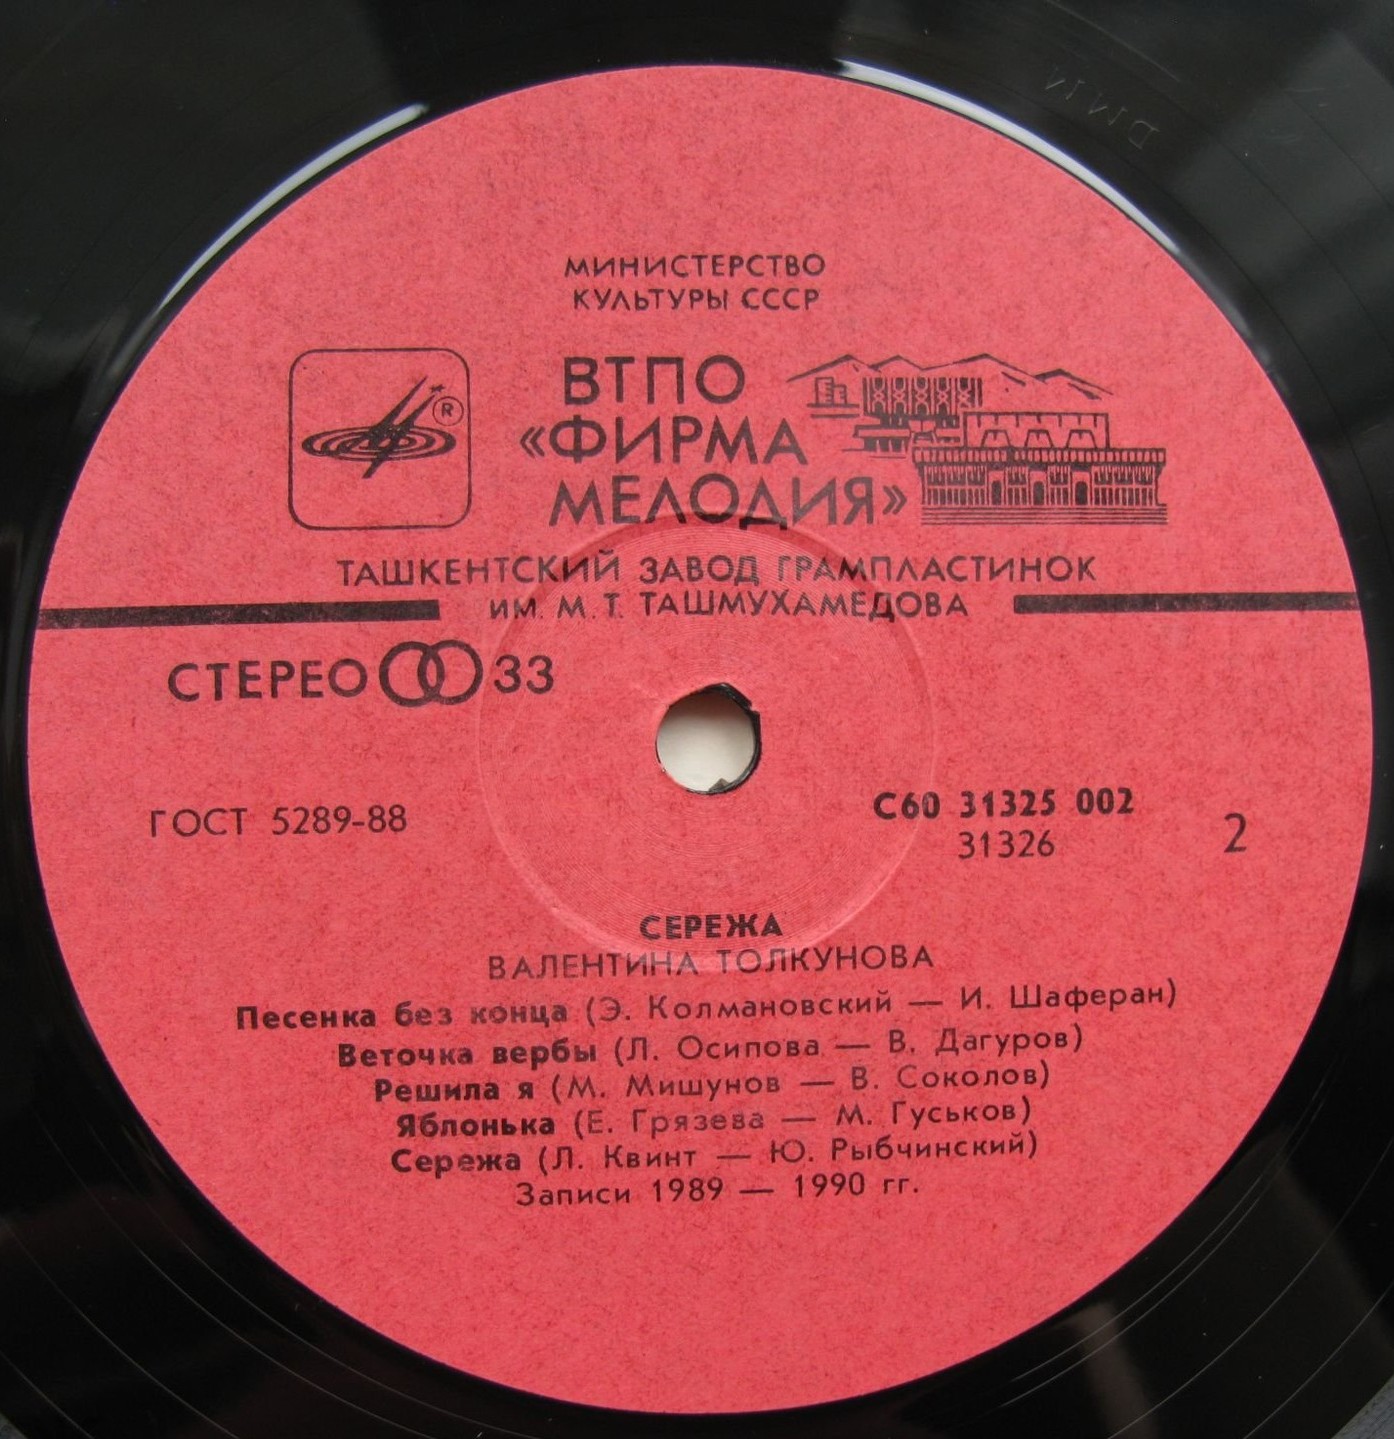 МИНИСТЕРСТВО
КУЛЬТУРЫ СССР
ВТПО
«ФИРМА
МЕЛОДИЯ»
®
ТАШКЕНТСКИЙ ЗАВОД ГРАМПЛАСТИНОК
ИМ. М. Т. ТАШМУХАМЕДОВА
СТЕРЕО 33
ГОСТ 5289-88
С60 31325 002
31326
2
СЕРЕЖА
ВАЛЕНТИНА ТОЛКУНОВА
Песенка без конца (Э. Колмановский — И. Шаферан)
Веточка вербы (Л. Осипова — В. Дагуров)
Решила я (М. Мишунов — В. Соколов)
Яблонька (Е. Грязева — М. Гуськов)
Сережа (Л. Квинт — Ю. Рыбчинский)
Записи 1989 — 1990 гг.